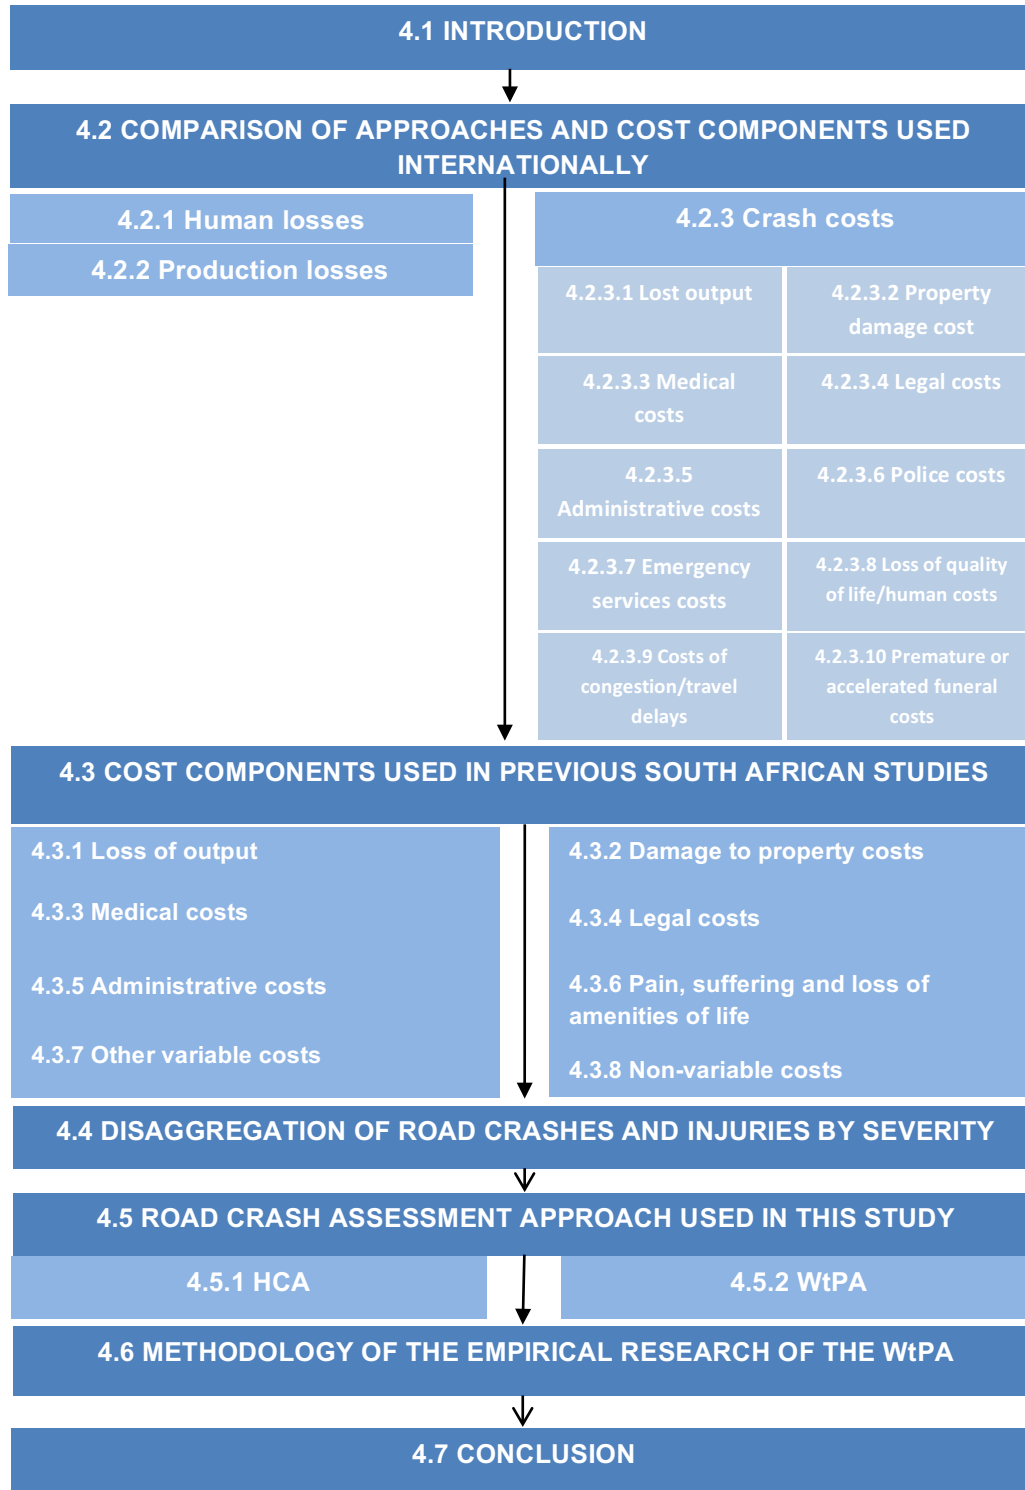 4.1 INTRODUCTION
4.2 COMPARISON OF APPROACHES AND COST COMPONENTS USED
INTERNATIONALLY
4.2.1 Human losses
4.2.2 Production losses
4.2.3 Crash costs
4.2.3.1 Lost output
4.2.3.2 Property
damage cost
4.2.3.3 Medical
costs
4.2.3.4 Legal costs
4.2.3.5
Administrative costs
4.2.3.6 Police costs
4.2.3.7 Emergency
services costs
4.2.3.8 Loss of quality
of life/human costs
4.2.3.9 Costs of
congestion/travel
delays
4.2.3.10 Premature or
accelerated funeral
costs
4.3 COST COMPONENTS USED IN PREVIOUS SOUTH AFRICAN STUDIES
4.3.1 Loss of output
4.3.2 Damage to property costs
4.3.3 Medical costs
4.3.4 Legal costs
4.3.5 Administrative costs
4.3.6 Pain, suffering and loss of
amenities of life
4.3.7 Other variable costs
4.3.8 Non-variable costs
4.4 DISAGGREGATION OF ROAD CRASHES AND INJURIES BY SEVERITY
4.5 ROAD CRASH ASSESSMENT APPROACH USED IN THIS STUDY
4.5.1 HCA
4.5.2 WtPA
4.6 METHODOLOGY OF THE EMPIRICAL RESEARCH OF THE WtPA
4.7 CONCLUSION